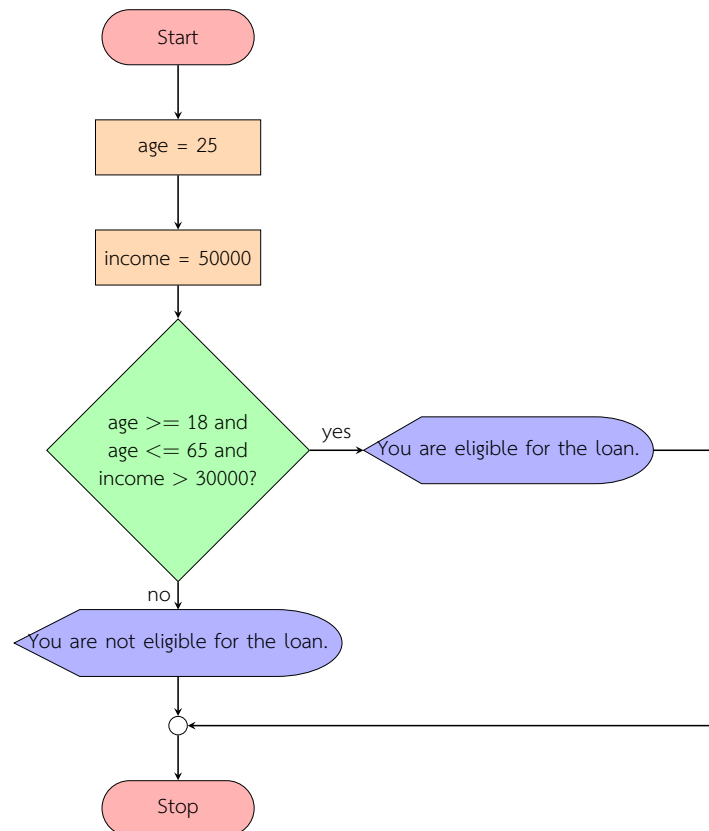 Start
age = 25
income = 50000
age >= 18 and
age <= 65 and
income > 30000?
yes
You are eligible for the loan.
no
You are not eligible for the loan.
Stop